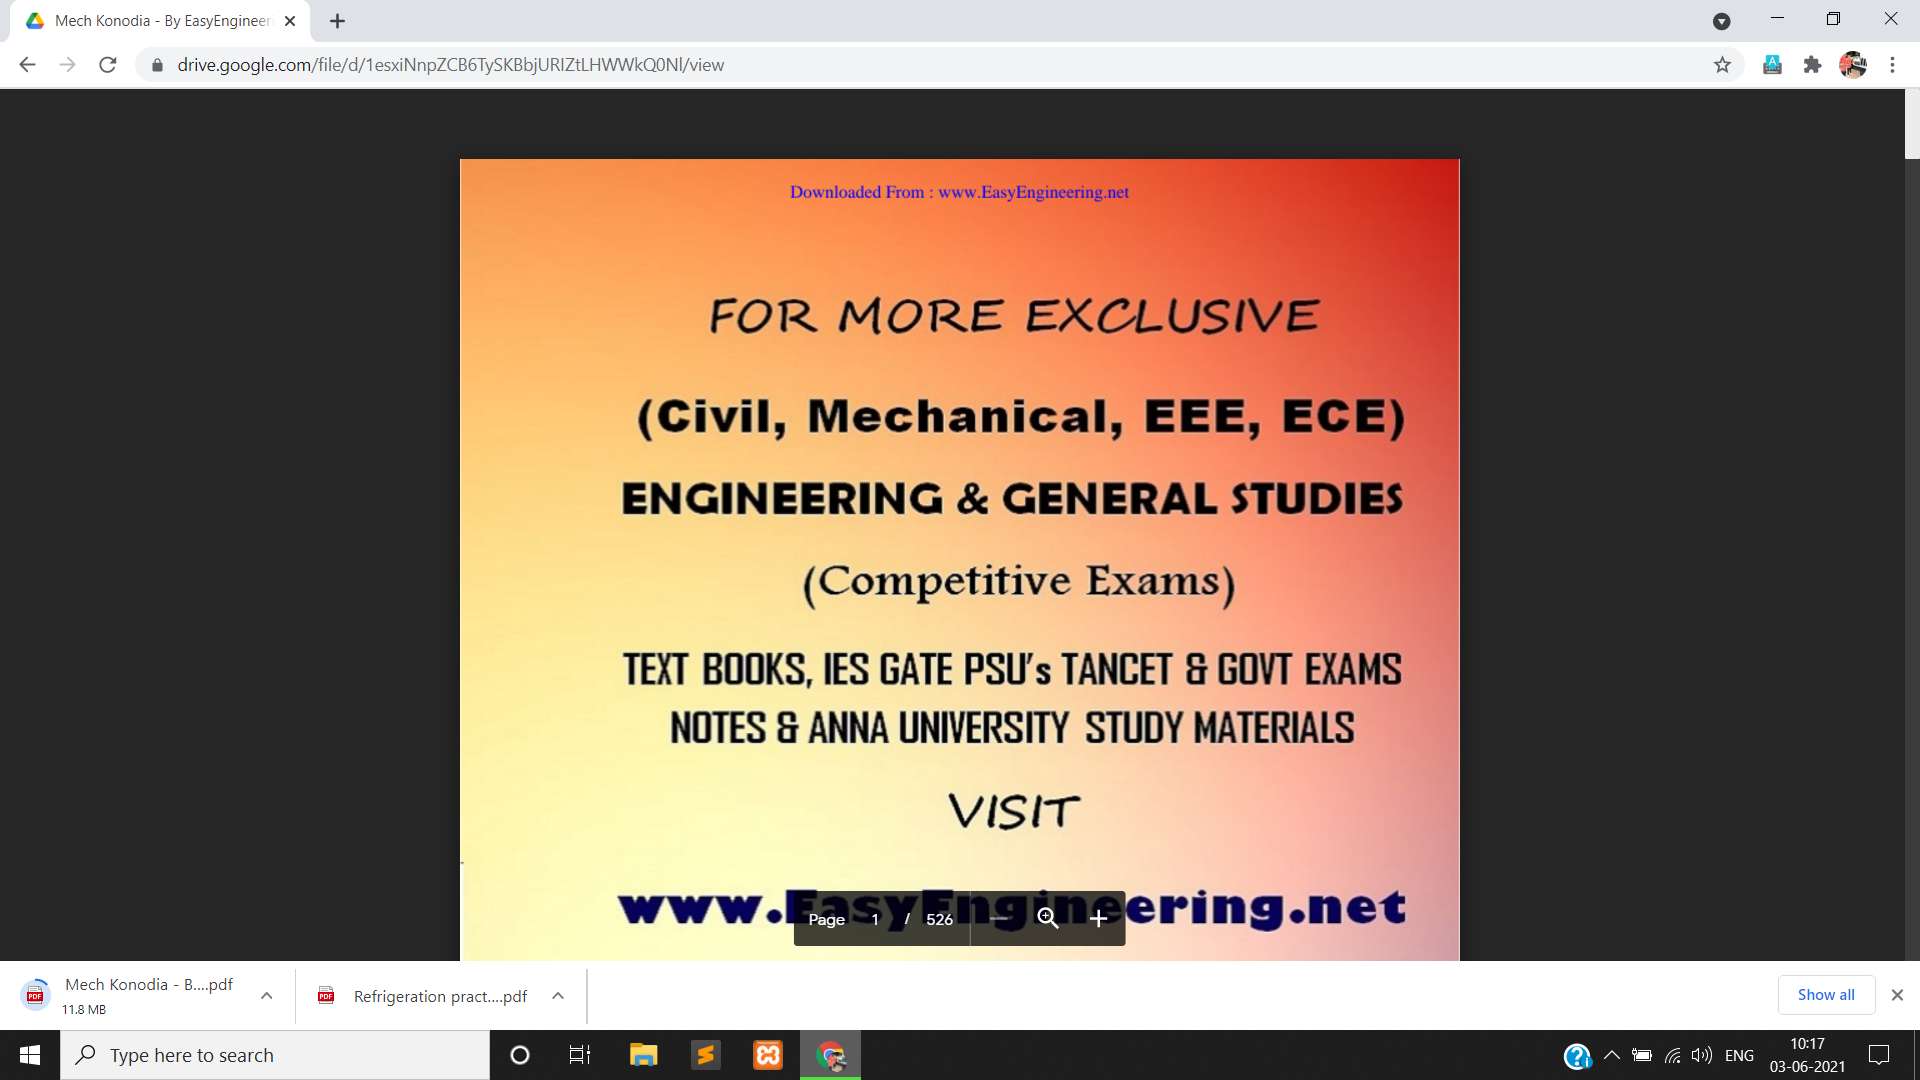 Mech Konodia - By EasyEngineer
drive.google.com/file/d/1esxiNnpZCB6TySKBbjURIZtLHWWkQ0Nl/view
Downloaded From : www.EasyEngineering.net
FOR MORE EXCLUSIVE
(Civil, Mechanical, EEE, ECE)
ENGINEERING & GENERAL STUDIES
(Competitive Exams)
TEXT BOOKS, IES GATE PSU's TANCET & GOVT EXAMS
NOTES & ANNA UNIVERSITY STUDY MATERIALS
VISIT
www.EasyEngineering.net
Page 1 / 526
Mech Konodia - B....pdf
11.8 MB
Refrigeration pract....pdf
Show all
Type here to search
ENG
10:17
03-06-2021